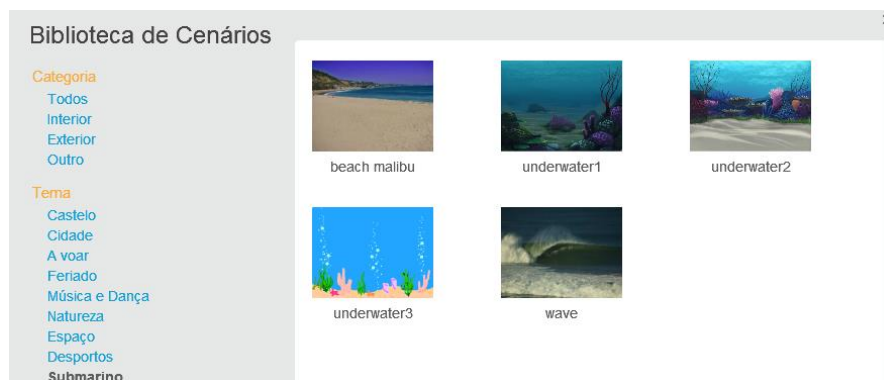 Biblioteca de Cenários
Categoria
Todos
Interior
Exterior
Outro
Tema
Castelo
Cidade
A voar
Feriado
Música e Dança
Natureza
Espaço
Desportos
Submarino
beach malibu
underwater1
underwater2
underwater3
wave